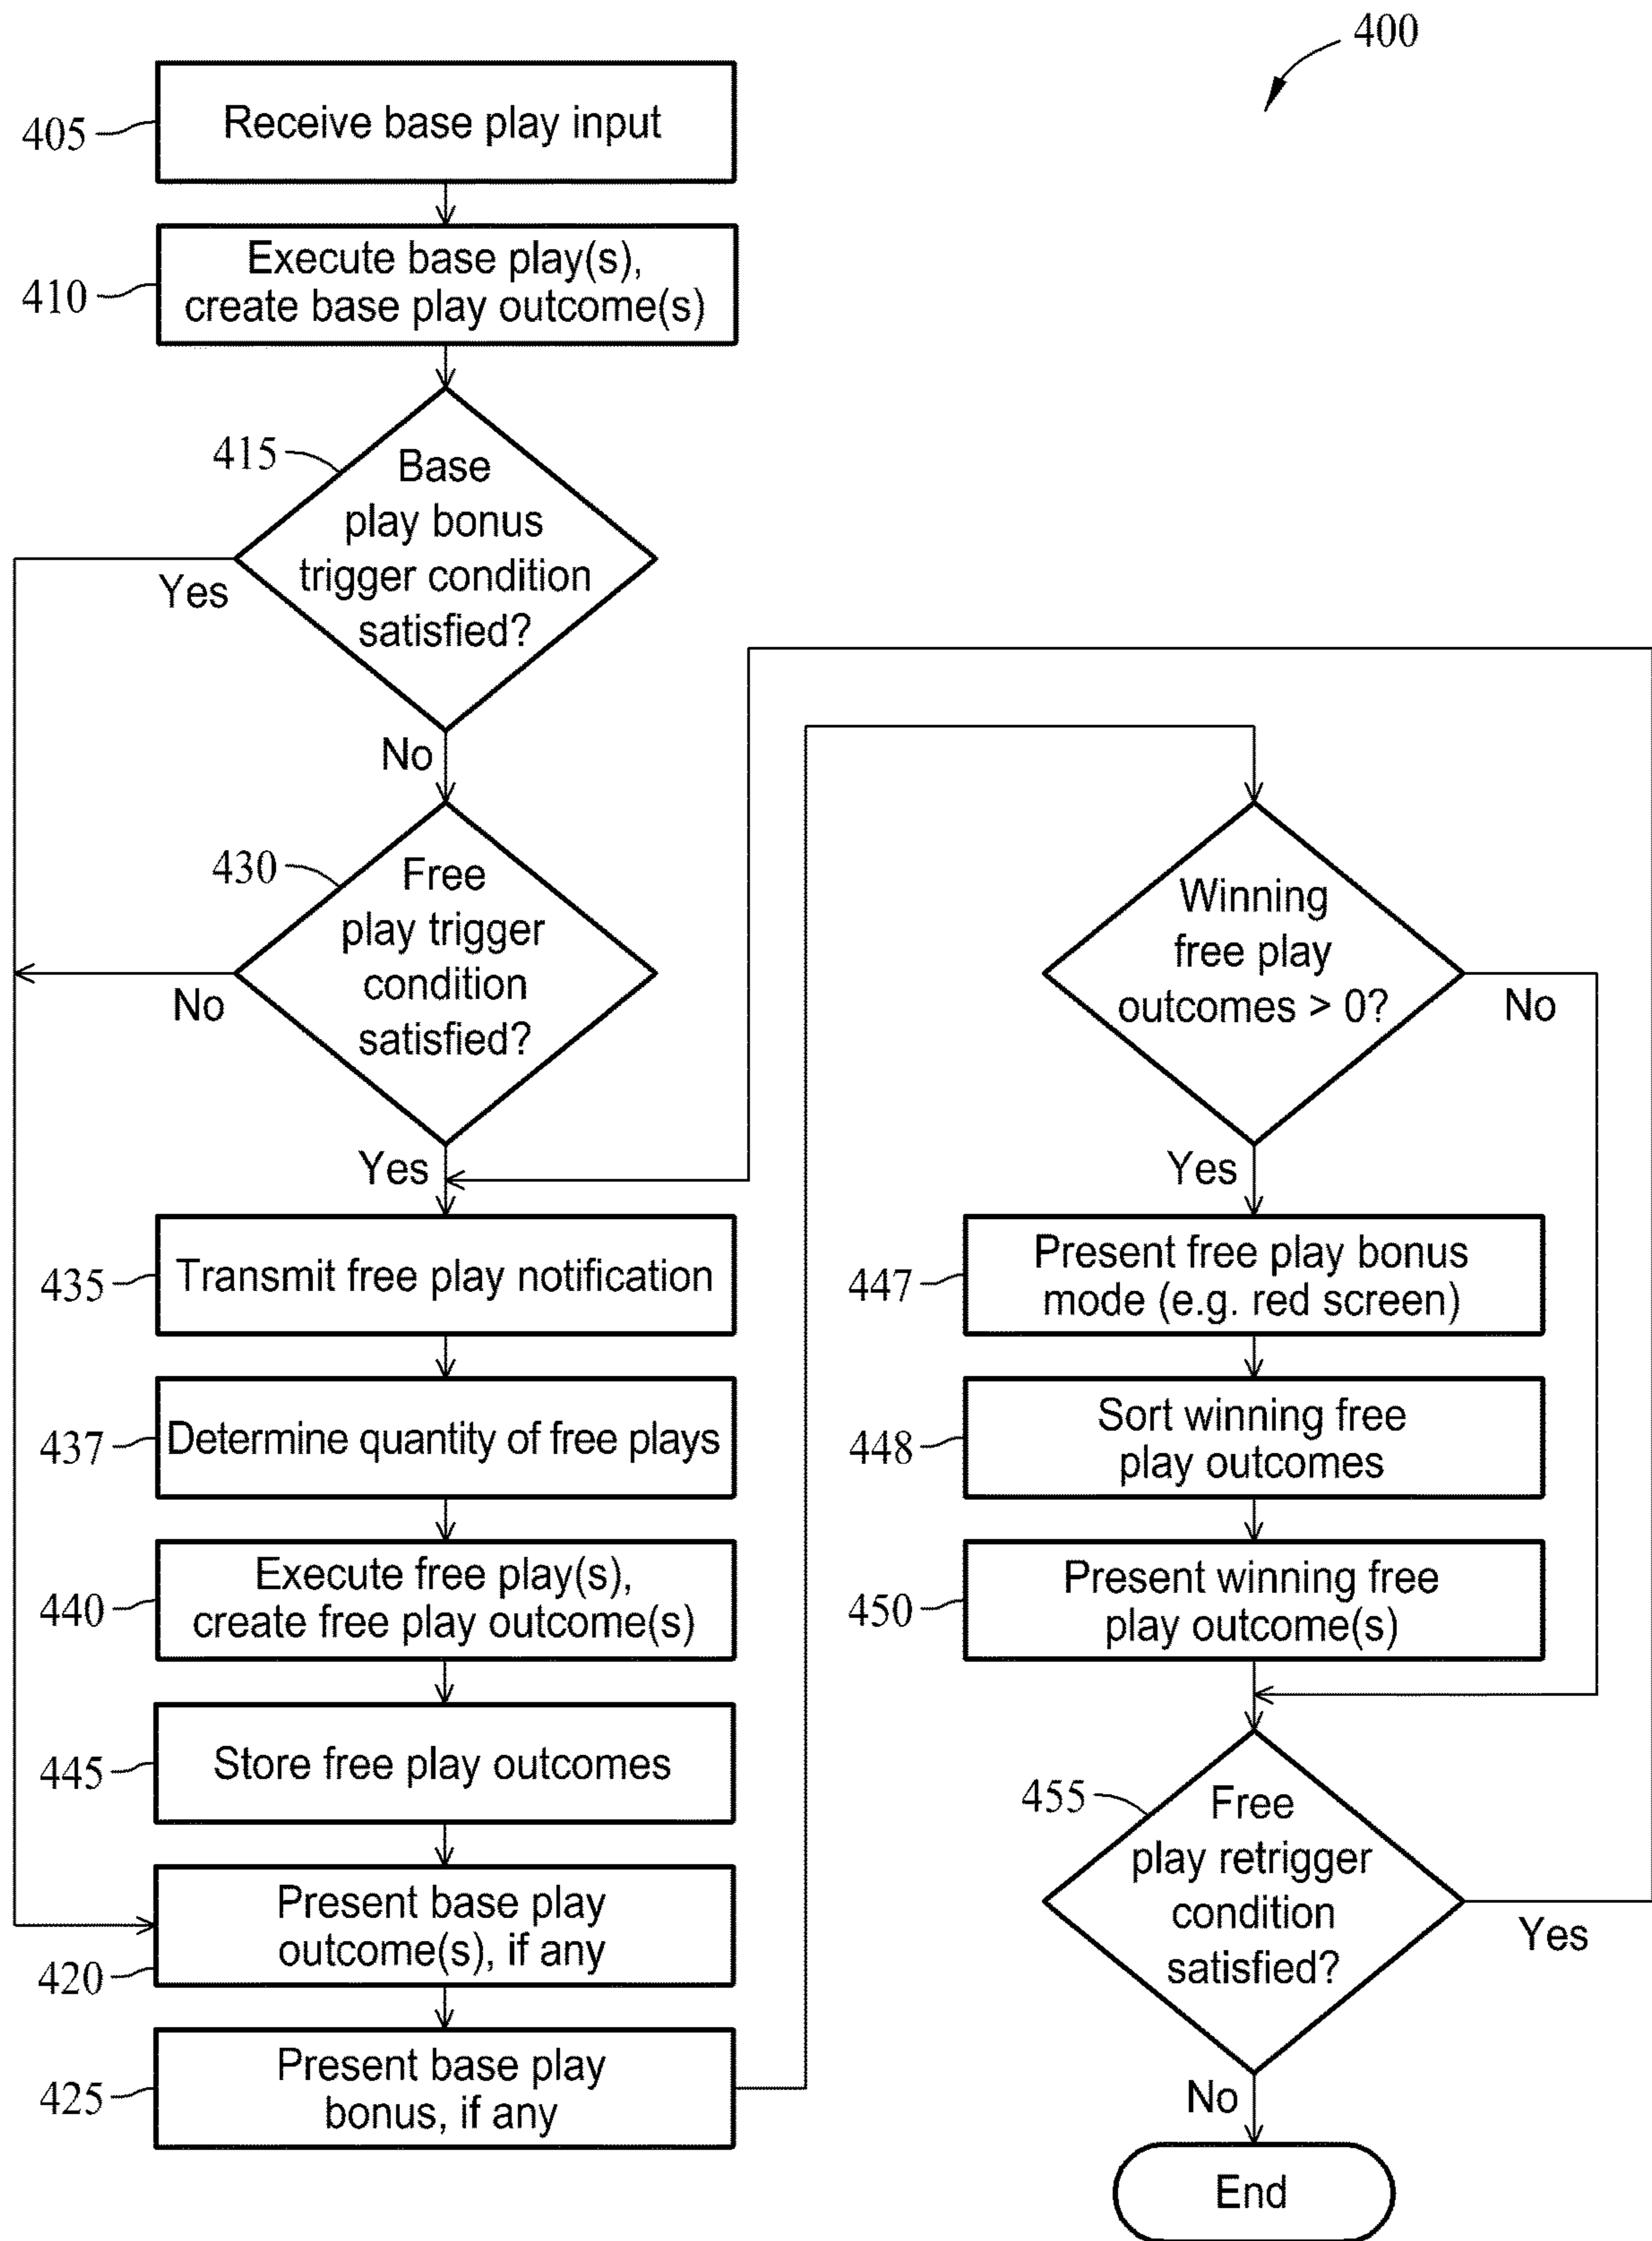 400
405
Receive base play input
410
Execute base play(s),
create base play outcome(s)
415
Base
play bonus
trigger condition
satisfied?
Yes
No
430
Free
play trigger
condition
satisfied?
No
Yes
435
Transmit free play notification
437
Determine quantity of free plays
440
Execute free play(s),
create free play outcome(s)
445
Store free play outcomes
420
Present base play
outcome(s), if any
425
Present base play
bonus, if any
Winning
free play
outcomes > 0?
No
Yes
447
Present free play bonus
mode (e.g. red screen)
448
Sort winning free
play outcomes
450
Present winning free
play outcome(s)
455
Free
play retrigger
condition
satisfied?
Yes
No
End